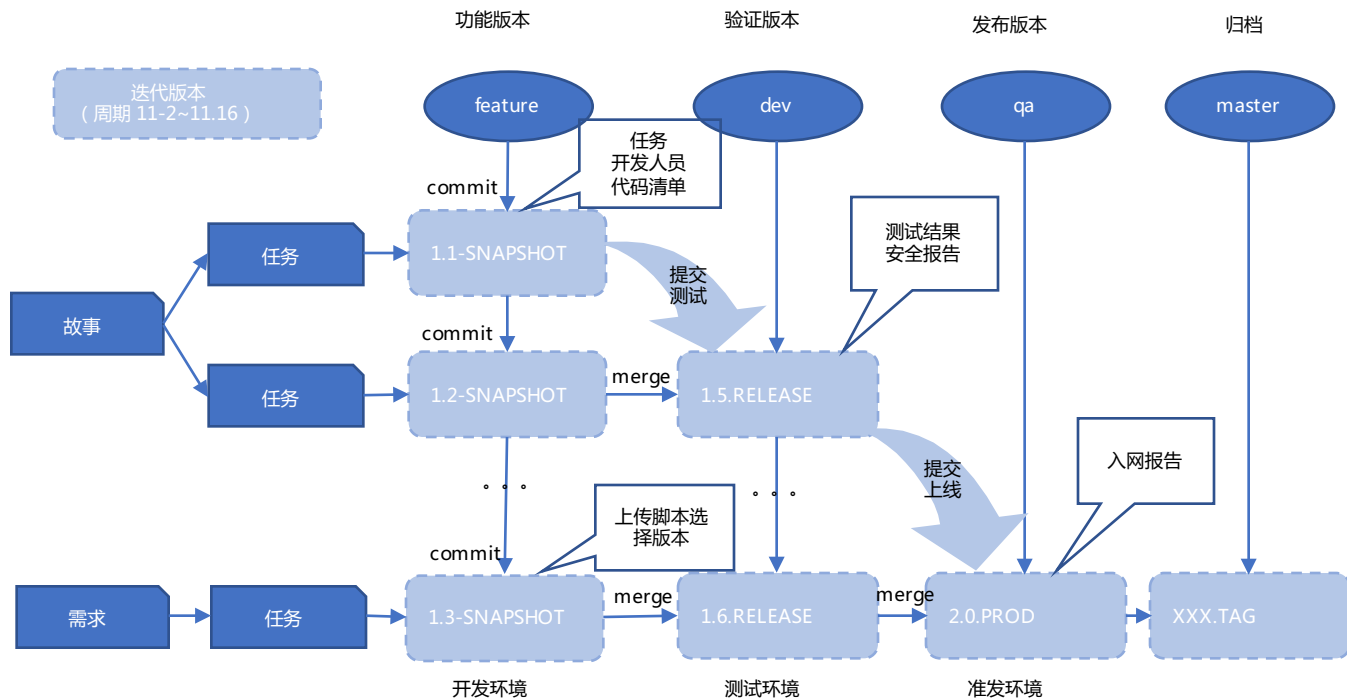 功能版本
验证版本
发布版本
归档
迭代版本
（周期 11-2~11.16）
feature
dev
qa
master
任务
开发人员
代码清单
commit
任务
1.1-SNAPSHOT
提交
测试
测试结果
安全报告
故事
commit
任务
1.2-SNAPSHOT
merge
1.5.RELEASE
提交
上线
入网报告
。。。
。。。
上传脚本选
择版本
commit
需求
任务
1.3-SNAPSHOT
merge
1.6.RELEASE
merge
2.0.PROD
XXX.TAG
开发环境
测试环境
准发环境